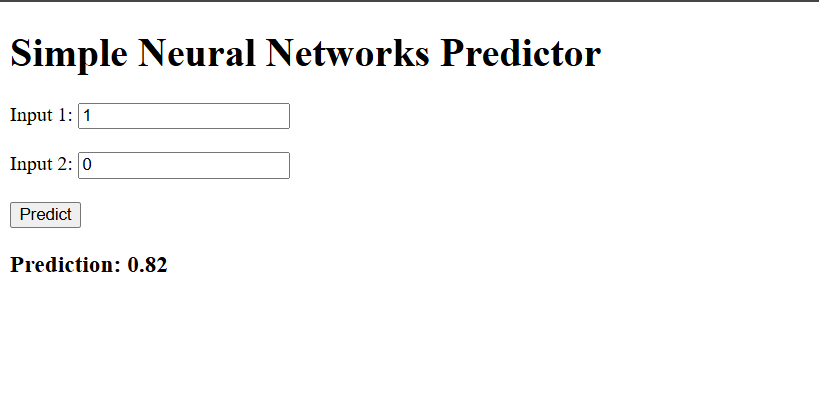 Simple Neural Networks Predictor
Input 1: 1
Input 2: 0
Predict
Prediction: 0.82